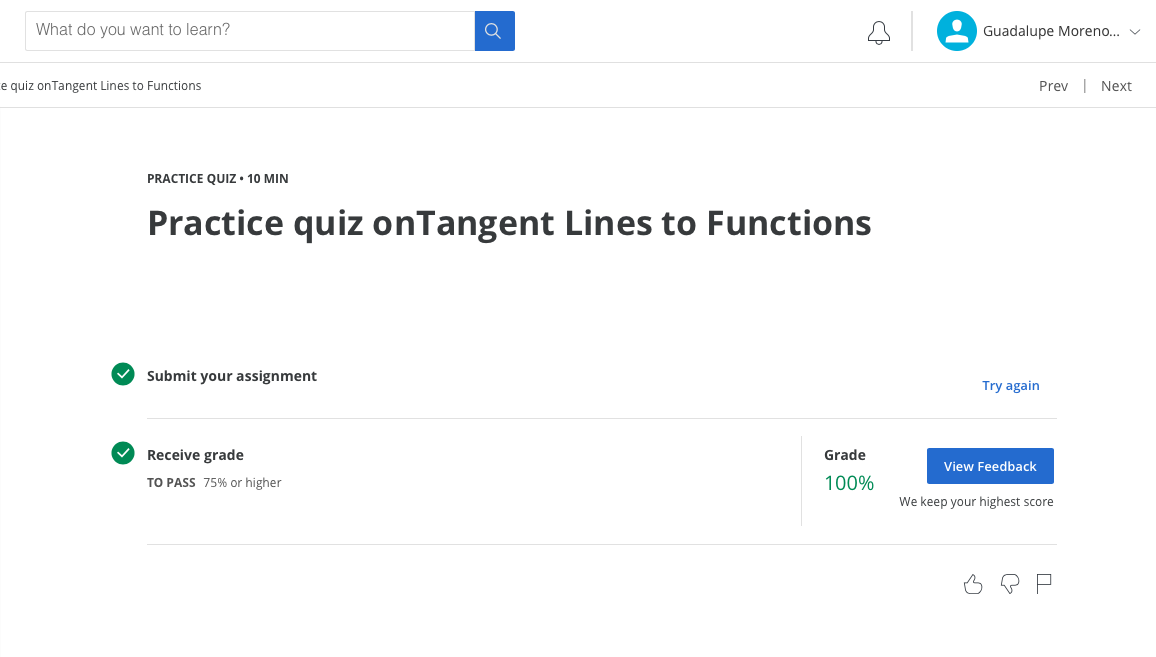 What do you want to learn?
Guadalupe Moreno...
e quiz onTangent Lines to Functions
Prev | Next
PRACTICE QUIZ • 10 MIN
Practice quiz onTangent Lines to Functions
Submit your assignment
Try again
Receive grade
TO PASS 75% or higher
Grade
100%
View Feedback
We keep your highest score